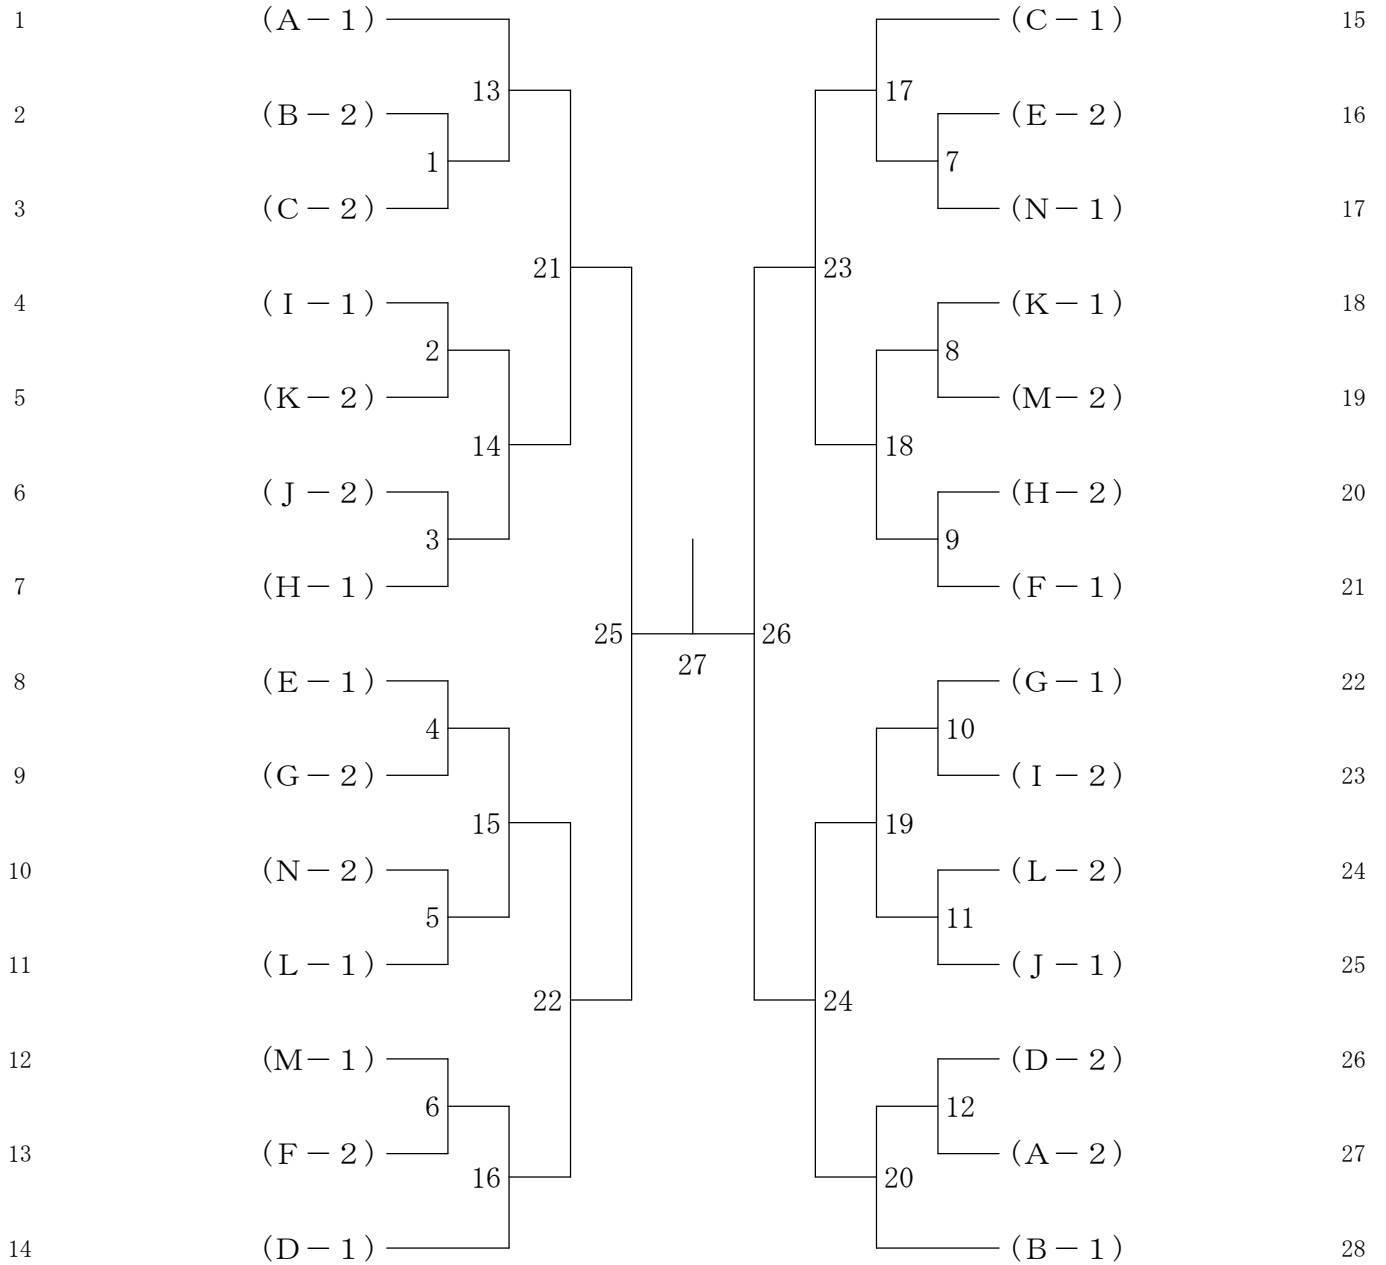 1 (A－1) (C－1) 15
13 17
2 (B－2) (E－2) 16
1 7
3 (C－2) (N－1) 17
21 23
4 (I－1) (K－1) 18
2 8
5 (K－2) (M－2) 19
14 18
6 (J－2) (H－2) 20
3 9
7 (H－1) (F－1) 21
25 26
27
8 (E－1) (G－1) 22
4 10
9 (G－2) (I－2) 23
15 19
10 (N－2) (L－2) 24
5 11
11 (L－1) (J－1) 25
22 24
12 (M－1) (D－2) 26
6 12
13 (F－2) (A－2) 27
16 20
14 (D－1) (B－1) 28